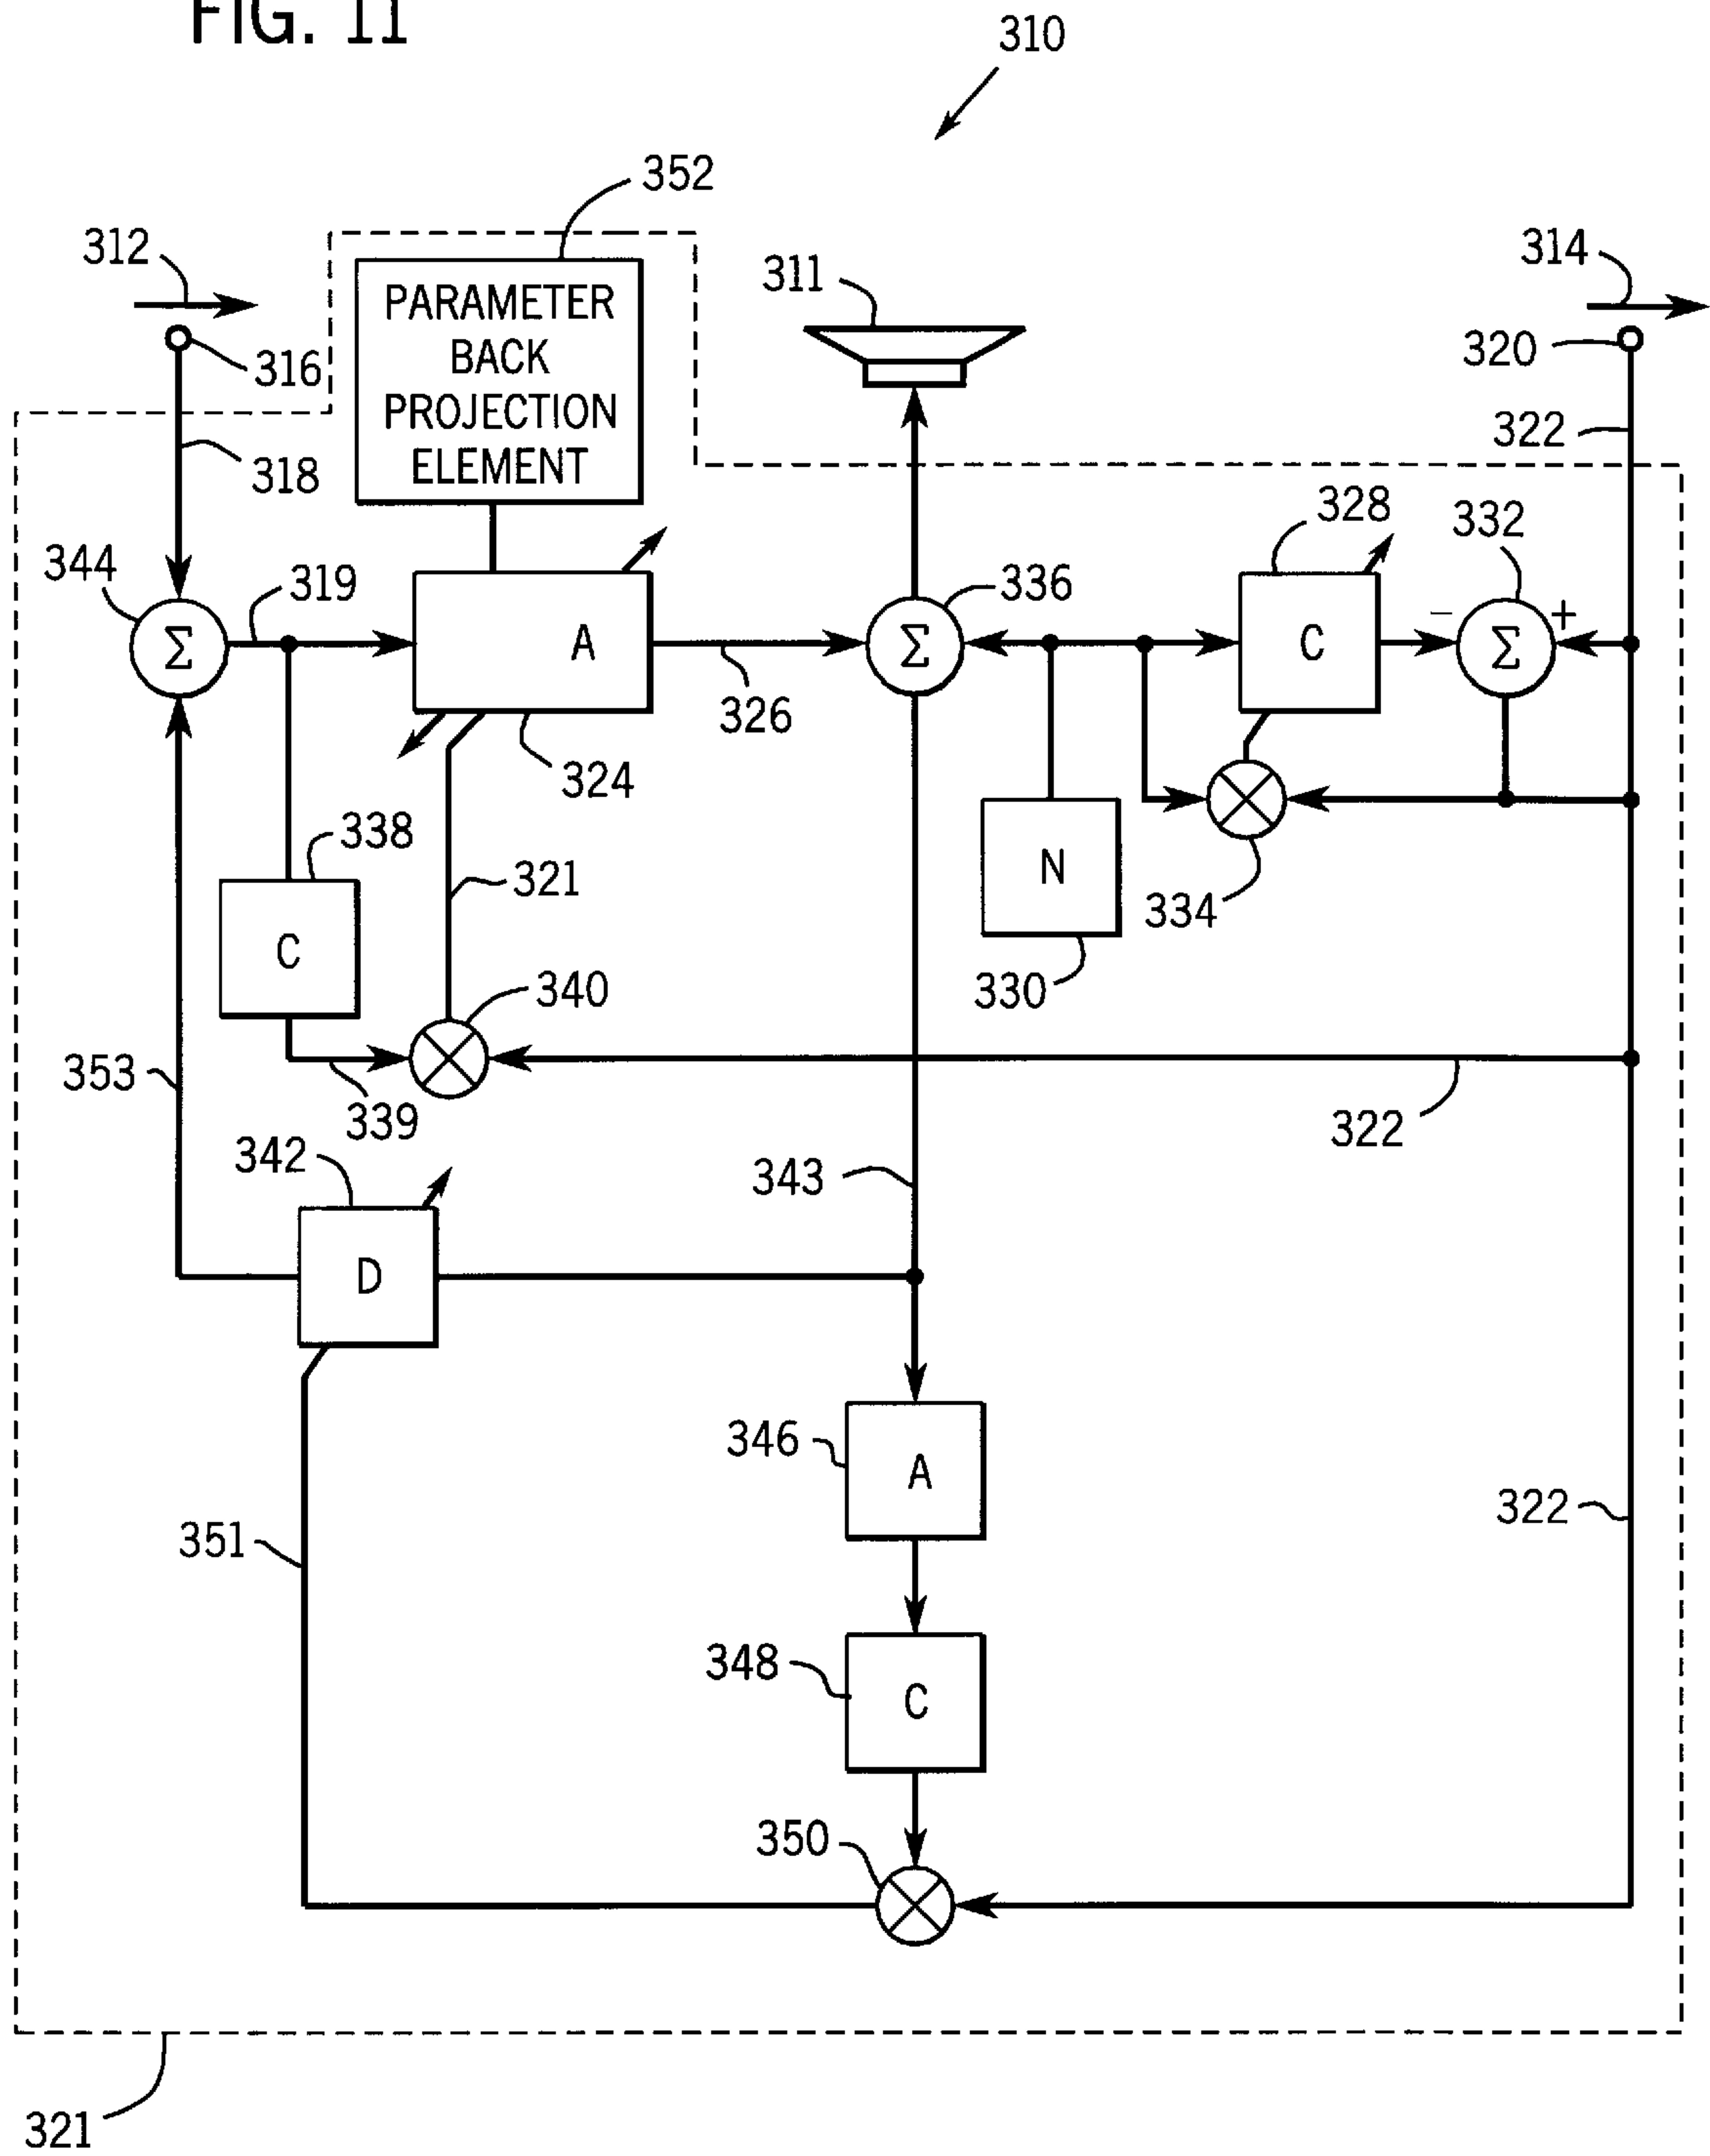 FIG. 11
310
352
312
PARAMETER
BACK
PROJECTION
ELEMENT
311
314
316
320
318
322
344
319
Σ
A
326
324
Σ
336
328
332
C
−
+
Σ
338
321
C
N
334
330
340
353
339
322
342
343
D
346
A
351
322
348
C
350
321